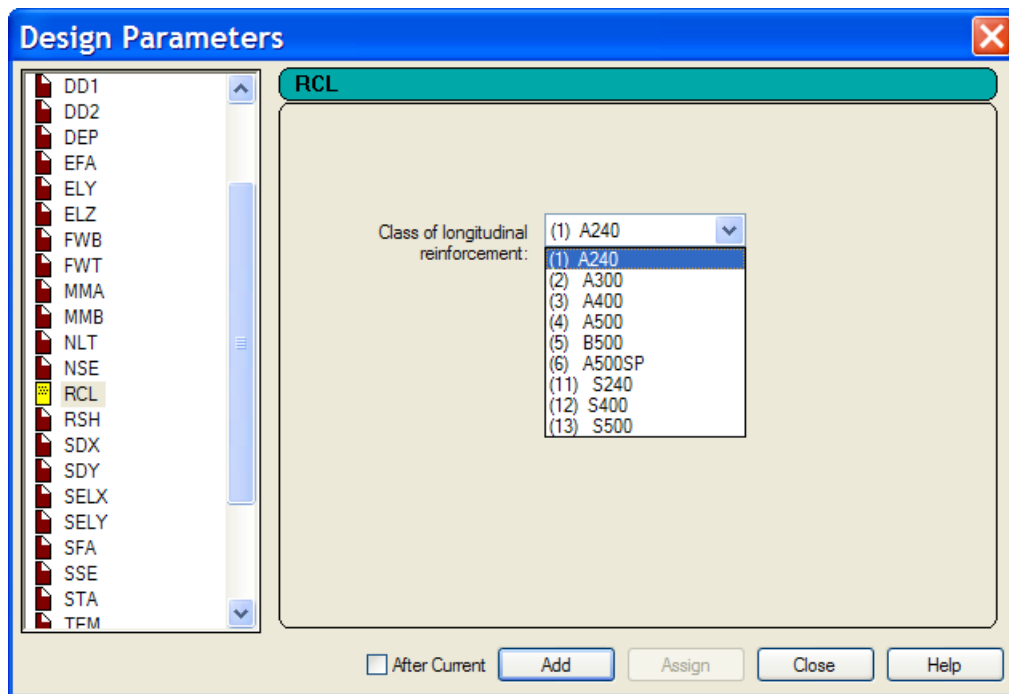 Design Parameters
DD1
DD2
DEP
EFA
ELY
ELZ
FWB
FWT
MMA
MMB
NLT
NSE
RCL
RSH
SDX
SDY
SELX
SELY
SFA
SSE
STA
TEM
RCL
Class of longitudinal
reinforcement:
(1) A240
(1) A240
(2) A300
(3) A400
(4) A500
(5) B500
(6) A500SP
(11) S240
(12) S400
(13) S500
After Current
Add
Assign
Close
Help